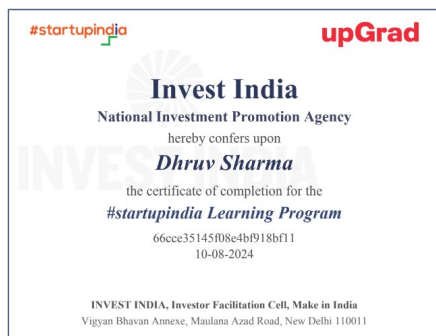 #startupindia
upGrad
Invest India
National Investment Promotion Agency
hereby confers upon
Dhruv Sharma
the certificate of completion for the
#startupindia Learning Program
66cce35145f08e4bf918bf11
10-08-2024
INVEST INDIA
INVEST INDIA, Investor Facilitation Cell, Make in India
Vigyan Bhavan Annexe, Maulana Azad Road, New Delhi 110011